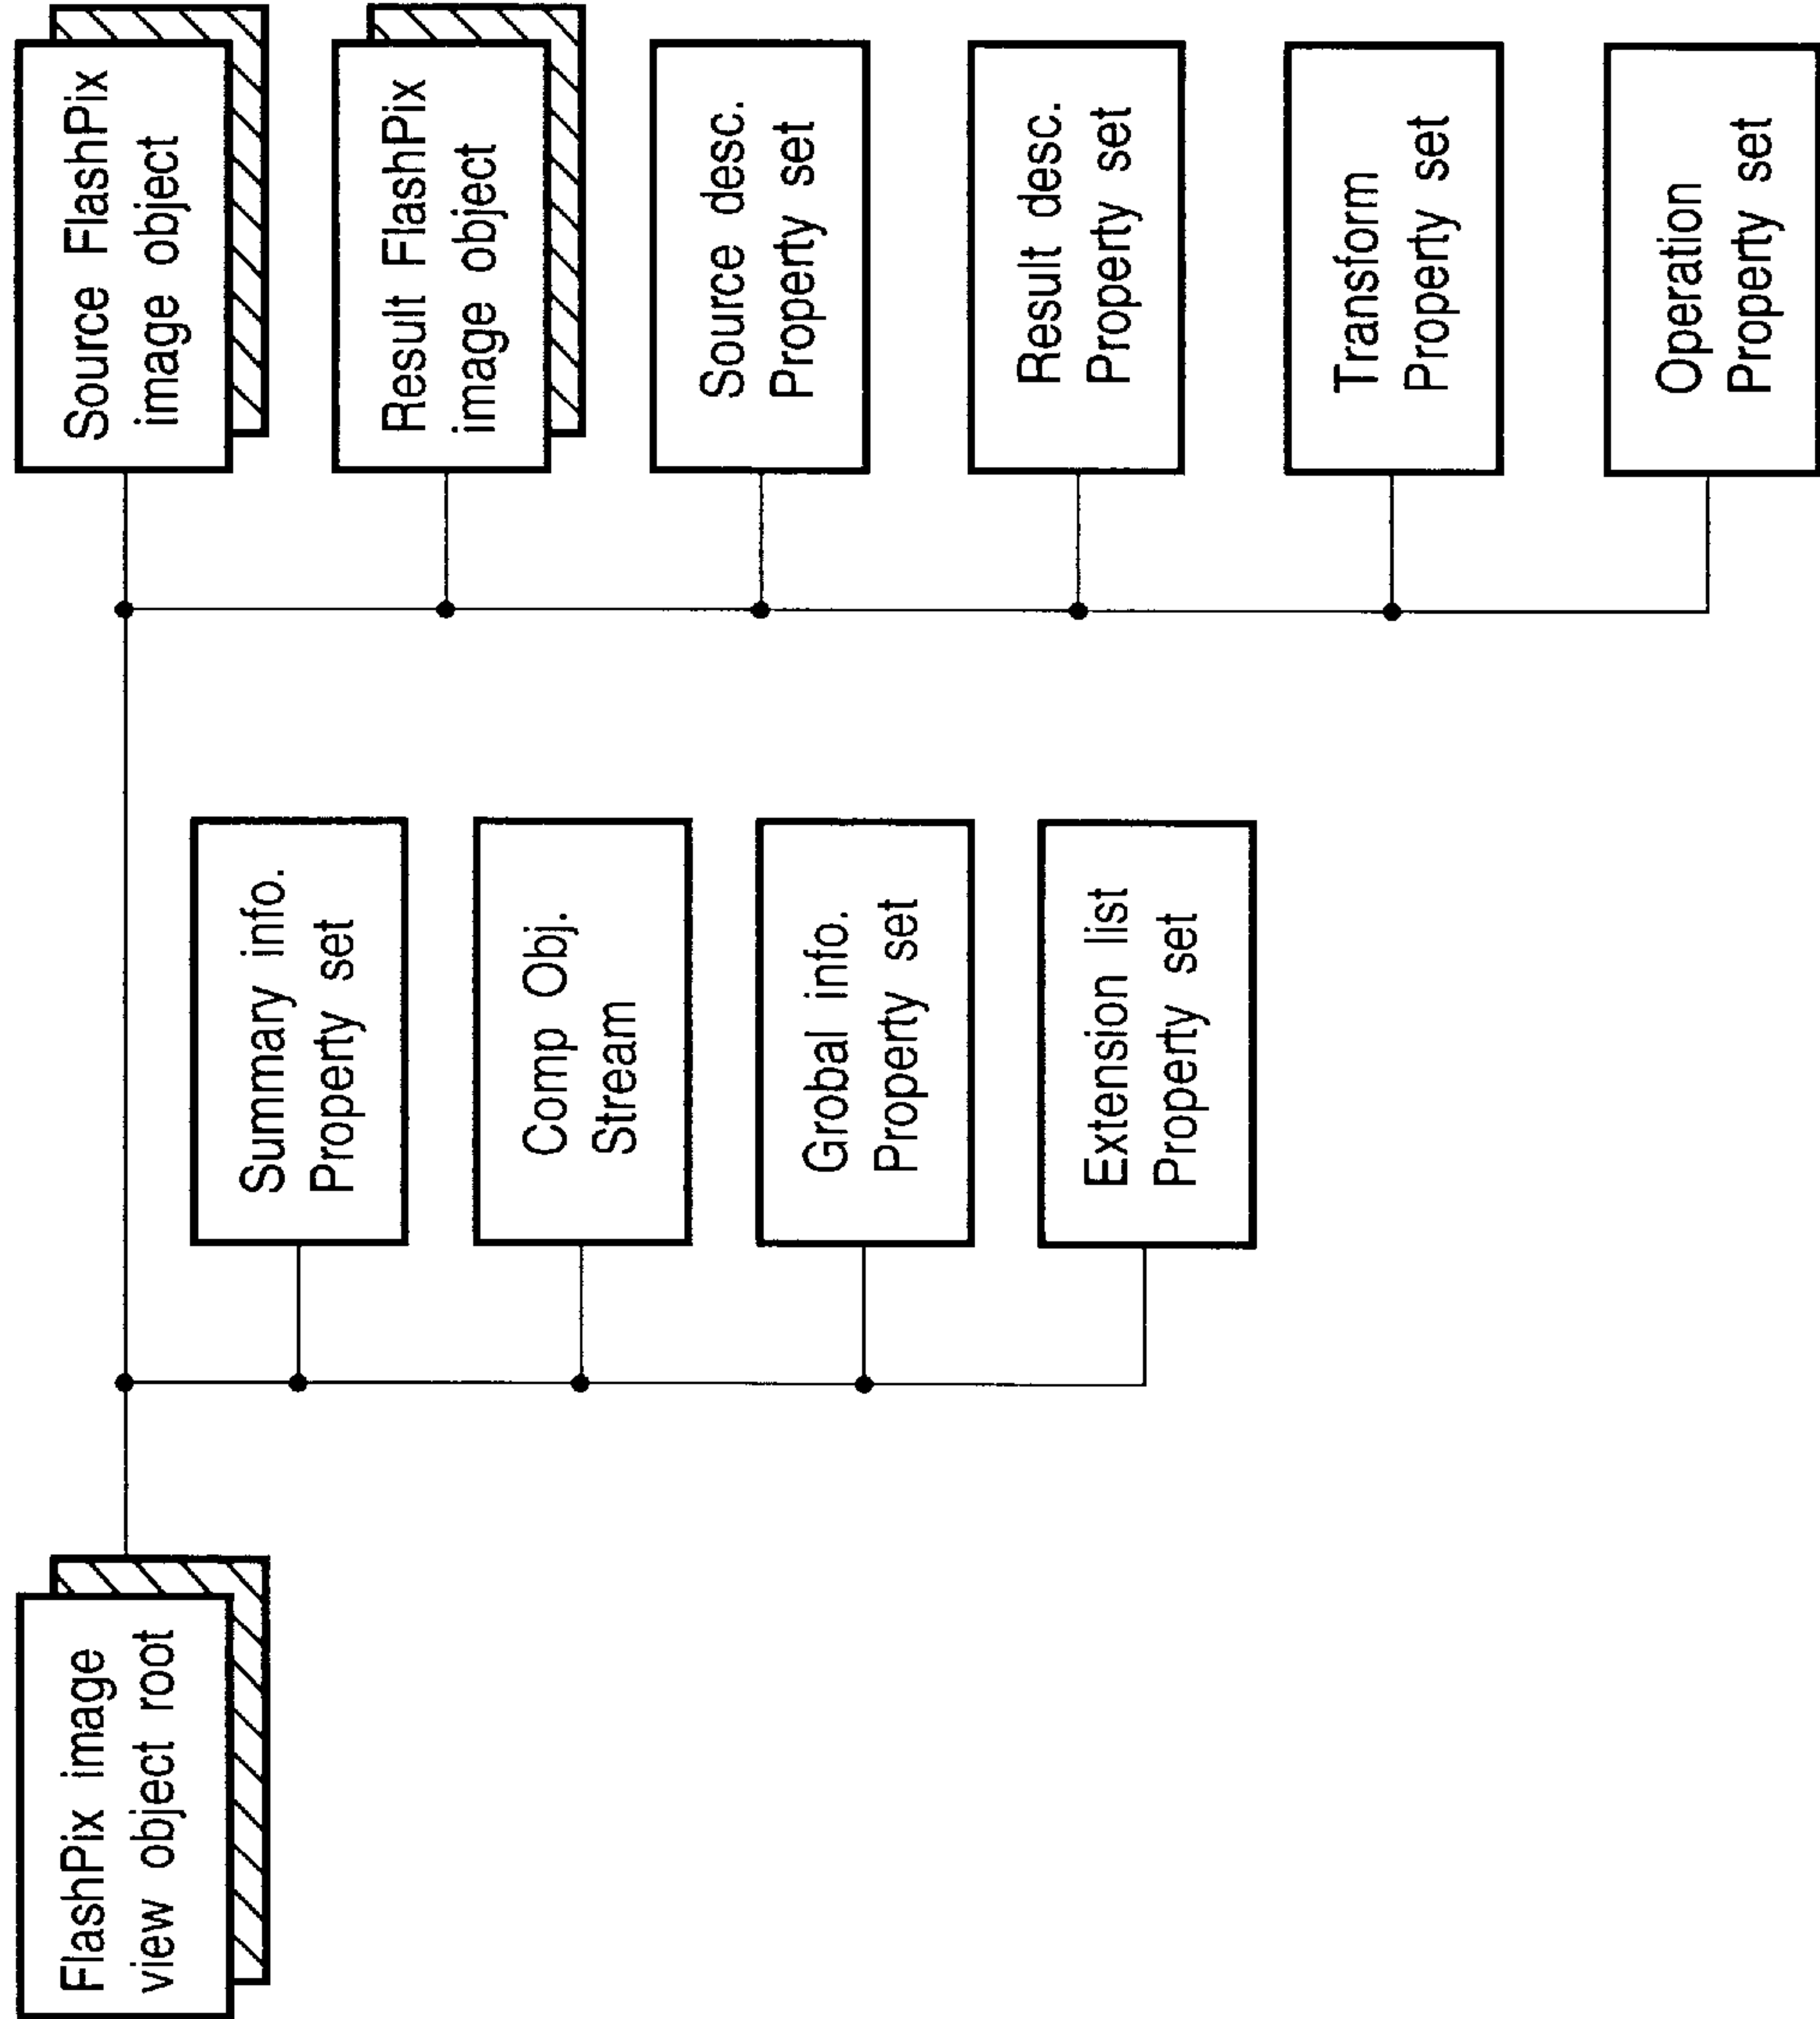 FlashPix image
view object root
Summary info.
Property set
Comp Obj.
Stream
Grobal info.
Property set
Extension list
Property set
Source FlashPix
image object
Result FlashPix
image object
Source desc.
Property set
Result desc.
Property set
Transform
Property set
Operation
Property set